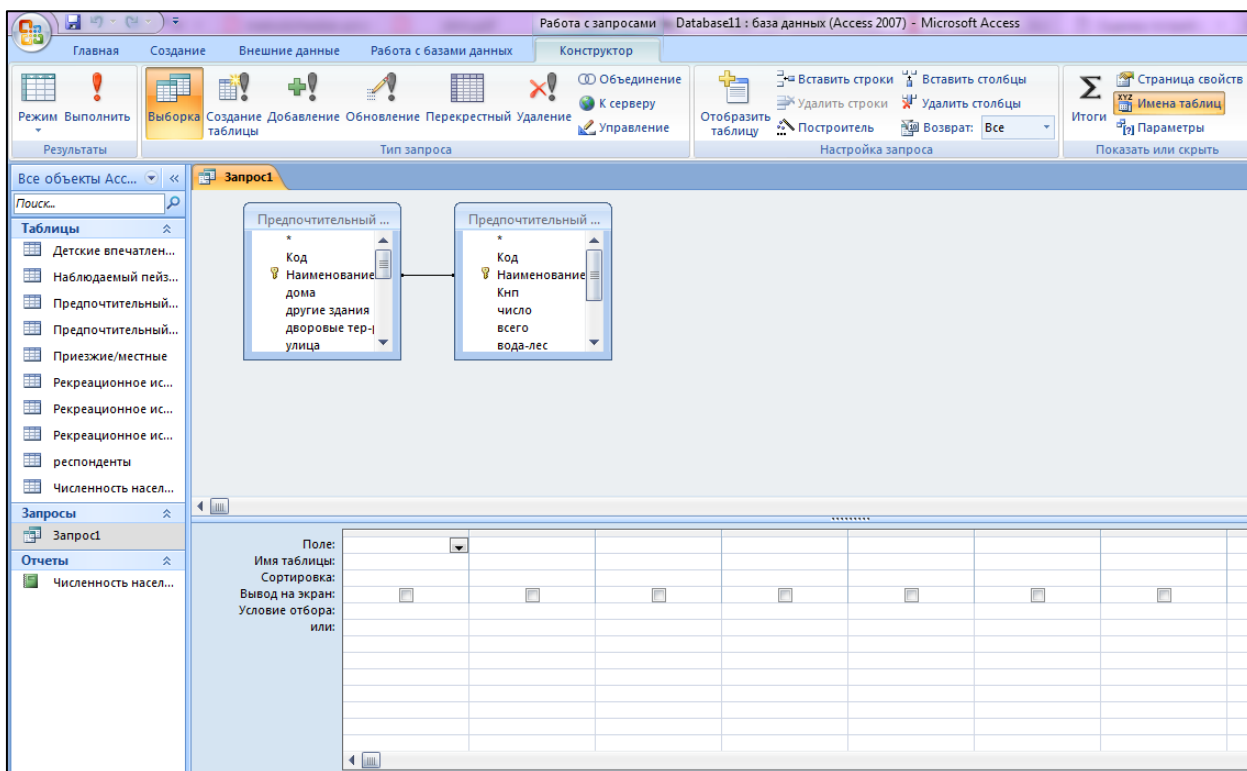 Работа с запросами Database11 : база данных (Access 2007) - Microsoft Access
Главная Создание Внешние данные Работа с базами данных Конструктор
Режим Выполнить
Результаты
Выборка Создание таблицы Добавление Обновление Перекрестный Удаление
Объединение
К серверу
Управление
Тип запроса
Отобразить таблицу
Вставить строки
Удалить строки
Построитель
Вставить столбцы
Удалить столбцы
Возврат: Все
Настройка запроса
Σ
Итоги
Страница свойств
XYZ Имена таблиц
[?] Параметры
Показать или скрыть
Все объекты Acc...
«
Поиск...
Таблицы
Детские впечатлен...
Наблюдаемый пейз...
Предпочтительный...
Предпочтительный...
Приезжие/местные
Рекреационное ис...
Рекреационное ис...
Рекреационное ис...
респонденты
Численность насел...
Запросы
Запрос1
Отчеты
Численность насел...
Запрос1
Предпочтительный ...
*
Код
Наименование
дома
другие здания
дворовые тер-р
улица
Предпочтительный ...
*
Код
Наименование
Кнп
число
всего
вода-лес
Поле:
Имя таблицы:
Сортировка:
Вывод на экран:
Условие отбора:
или: